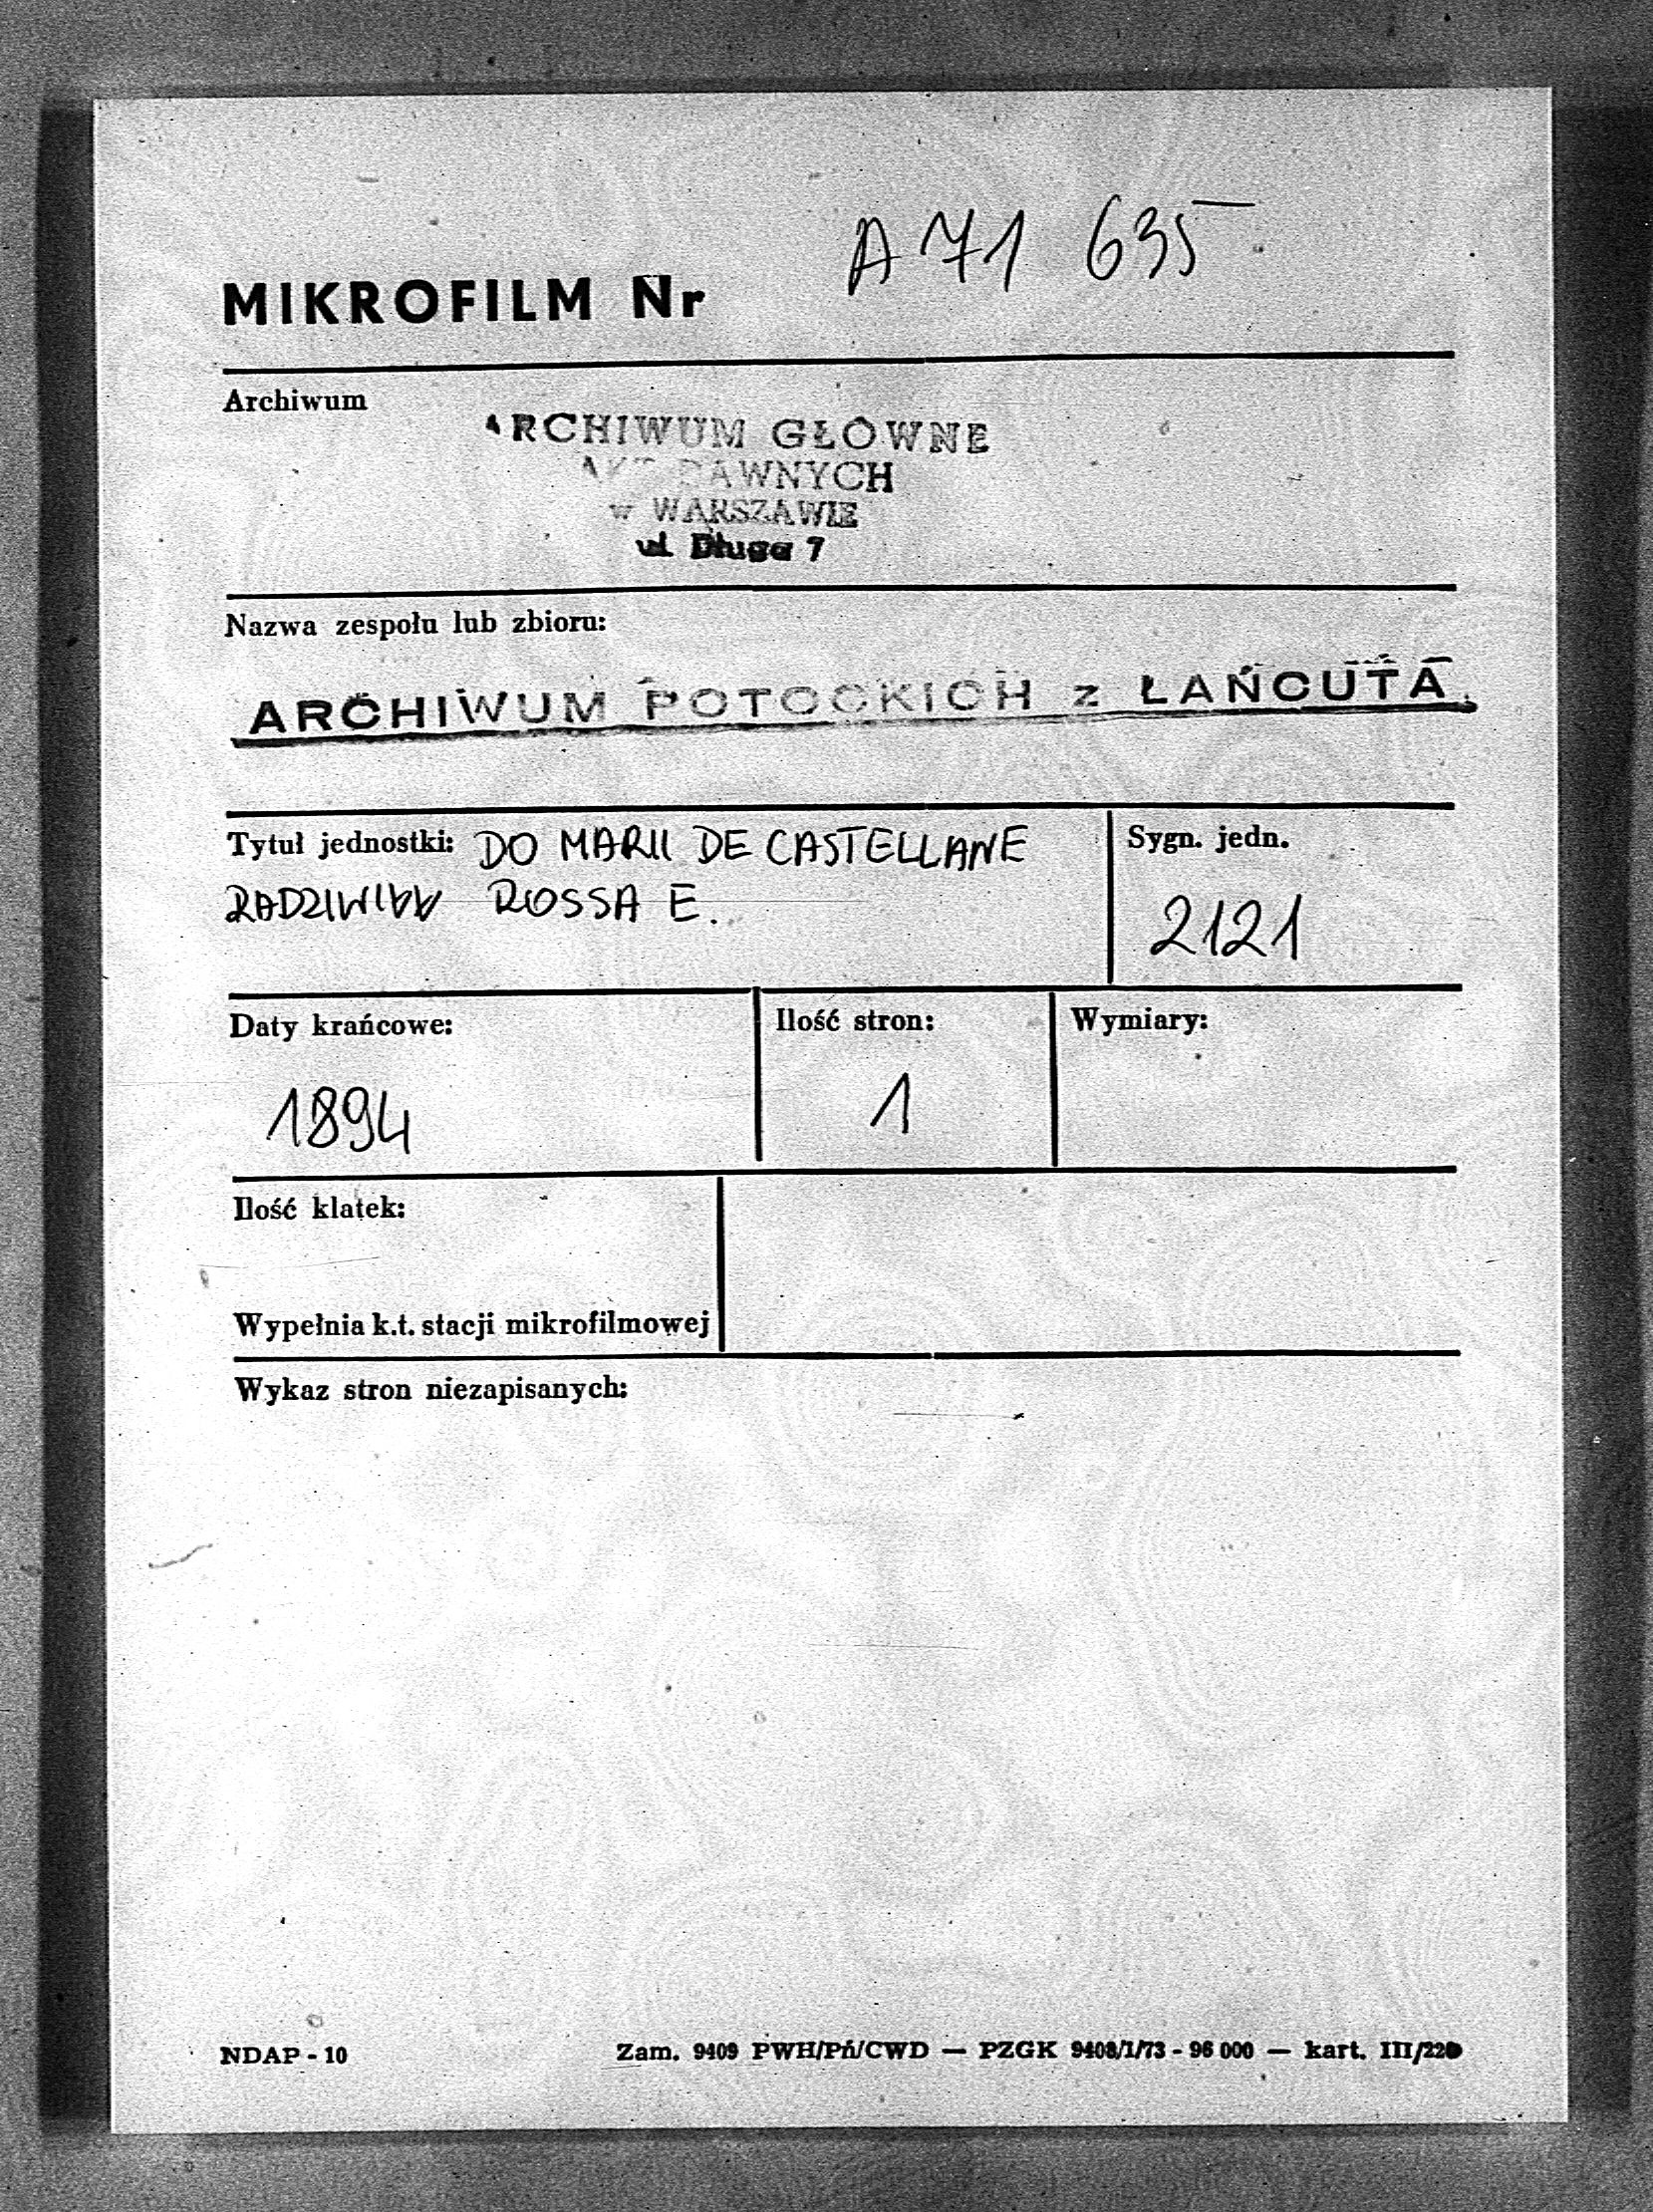 A 71 635
MIKROFILM Nr
Archiwum
ARCHIWUM GŁÓWNE
AKT DAWNYCH
w WARSZAWIE
ul. Długa 7
Nazwa zespołu lub zbioru:
ARCHIWUM POTOCKICH z ŁAŃCUTA.
Tytuł jednostki: DO MARII DE CASTELLANE
RADZIWIŁŁ ROSSA E.
Sygn. jedn.
2121
Daty krańcowe:
1894
Ilość stron:
1
Wymiary:
Ilość klatek:
Wypełnia k.t. stacji mikrofilmowej
Wykaz stron niezapisanych:
NDAP - 10
Zam. 9409 PWH/Pń/CWD — PZGK 9408/1/73 - 96 000 — kart. III/220